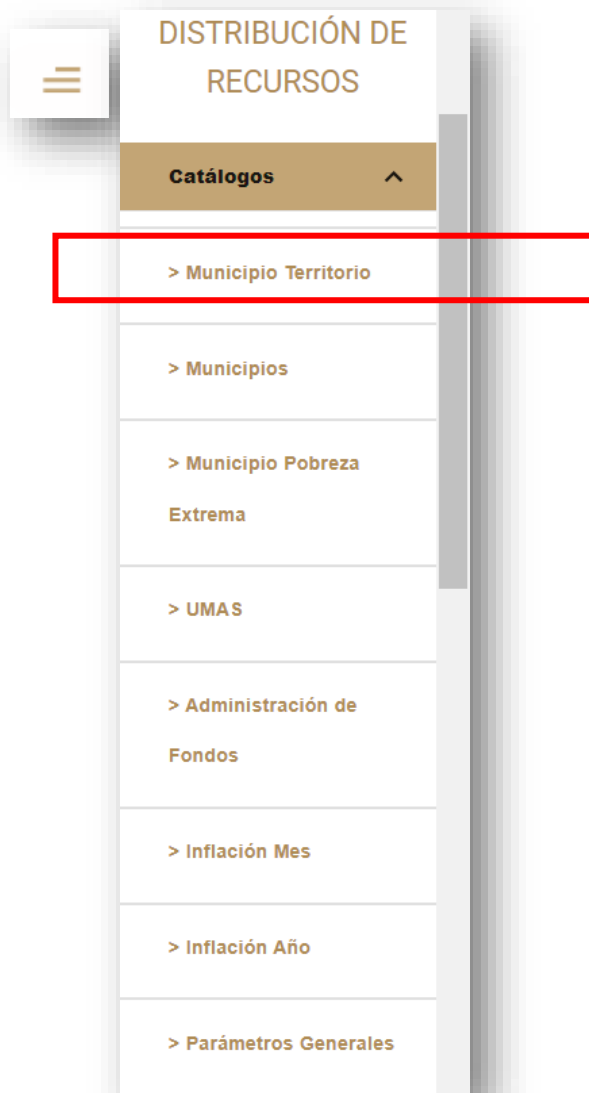 DISTRIBUCIÓN DE
RECURSOS
Catálogos
> Municipio Territorio
> Municipios
> Municipio Pobreza
Extrema
> UMAS
> Administración de
Fondos
> Inflación Mes
> Inflación Año
> Parámetros Generales